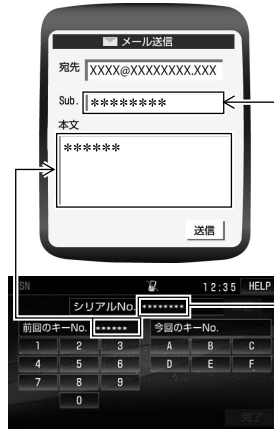 メール送信
宛先 XXXX@XXXXXXXX.XXX
Sub. ********
本文
******
送信
SN 12:35 HELP
シリアルNo. ********
前回のキーNo. ****** 今回のキーNo.
1 2 3 A B C
4 5 6 D E F
7 8 9
0
完了